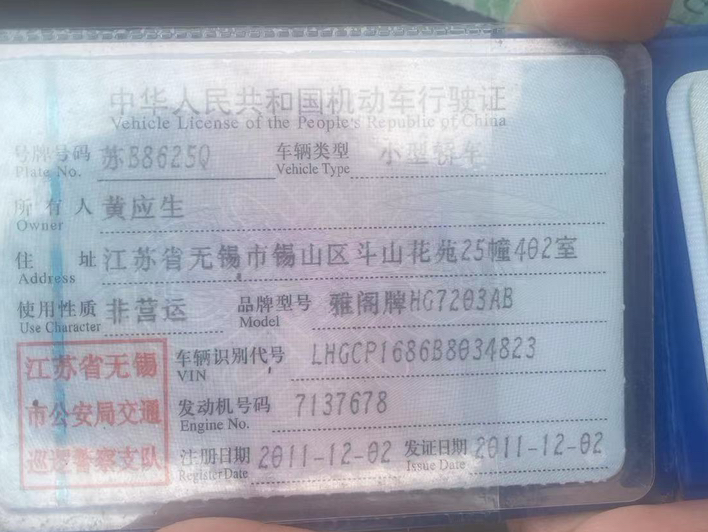 中华人民共和国机动车行驶证
Vehicle License of the People's Republic of China
号牌号码 苏B8625Q 车辆类型 小型轿车
Plate No. Vehicle Type
所有人 黄应生
Owner
住址 江苏省无锡市锡山区斗山花苑25幢402室
Address
使用性质 非营运 品牌型号 雅阁牌HG7203AB
Use Character Model
江苏省无锡 车辆识别代号 LHGCP1686B8034823
VIN
市公安局交通 发动机号码 7137678
Engine No.
巡逻警察支队 注册日期 2011-12-02 发证日期 2011-12-02
Register Date Issue Date